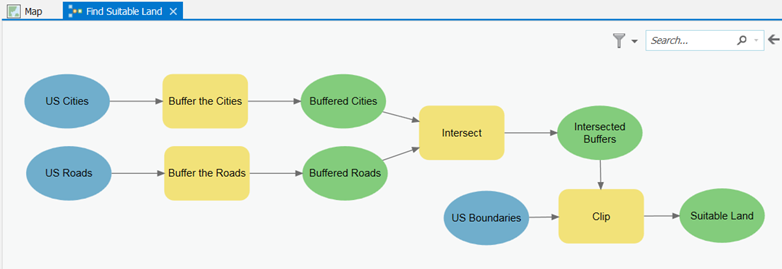 Map
Find Suitable Land
Search...
US Cities
Buffer the Cities
Buffered Cities
US Roads
Buffer the Roads
Buffered Roads
Intersect
Intersected
Buffers
US Boundaries
Clip
Suitable Land